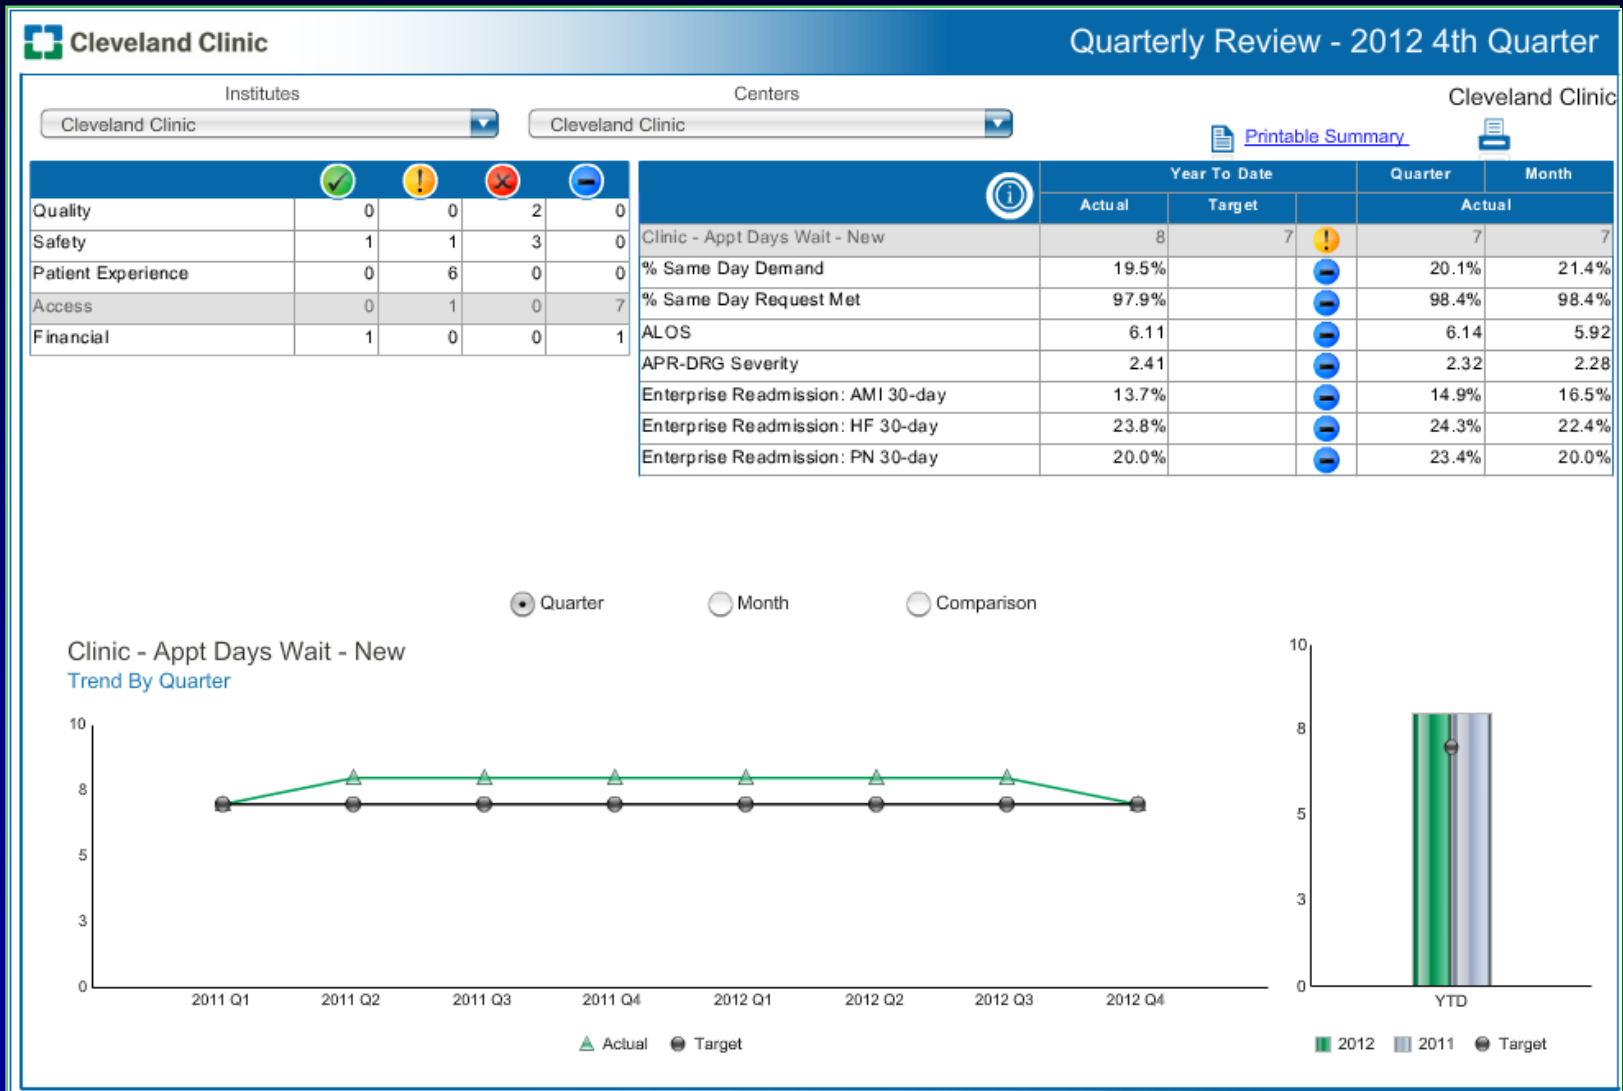 Cleveland Clinic
Quarterly Review - 2012 4th Quarter
Institutes
Centers
Cleveland Clinic
Cleveland Clinic
Cleveland Clinic
Printable Summary
Quality 0 0 2 0
Safety 1 1 3 0
Patient Experience 0 6 0 0
Access 0 1 0 7
Financial 1 0 0 1
Year To Date Quarter Month
Actual Target Actual
Clinic - Appt Days Wait - New 8 7 7 7
% Same Day Demand 19.5% 20.1% 21.4%
% Same Day Request Met 97.9% 98.4% 98.4%
ALOS 6.11 6.14 5.92
APR-DRG Severity 2.41 2.32 2.28
Enterprise Readmission: AMI 30-day 13.7% 14.9% 16.5%
Enterprise Readmission: HF 30-day 23.8% 24.3% 22.4%
Enterprise Readmission: PN 30-day 20.0% 23.4% 20.0%
Quarter Month Comparison
Clinic - Appt Days Wait - New
Trend By Quarter
10
8
5
3
0
2011 Q1 2011 Q2 2011 Q3 2011 Q4 2012 Q1 2012 Q2 2012 Q3 2012 Q4
Actual Target
10
8
5
3
0
YTD
2012 2011 Target